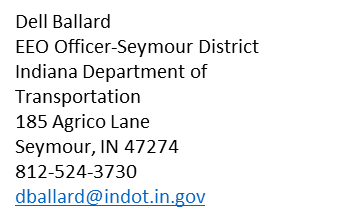 Dell Ballard
EEO Officer-Seymour District
Indiana Department of
Transportation
185 Agrico Lane
Seymour, IN 47274
812-524-3730
dballard@indot.in.gov